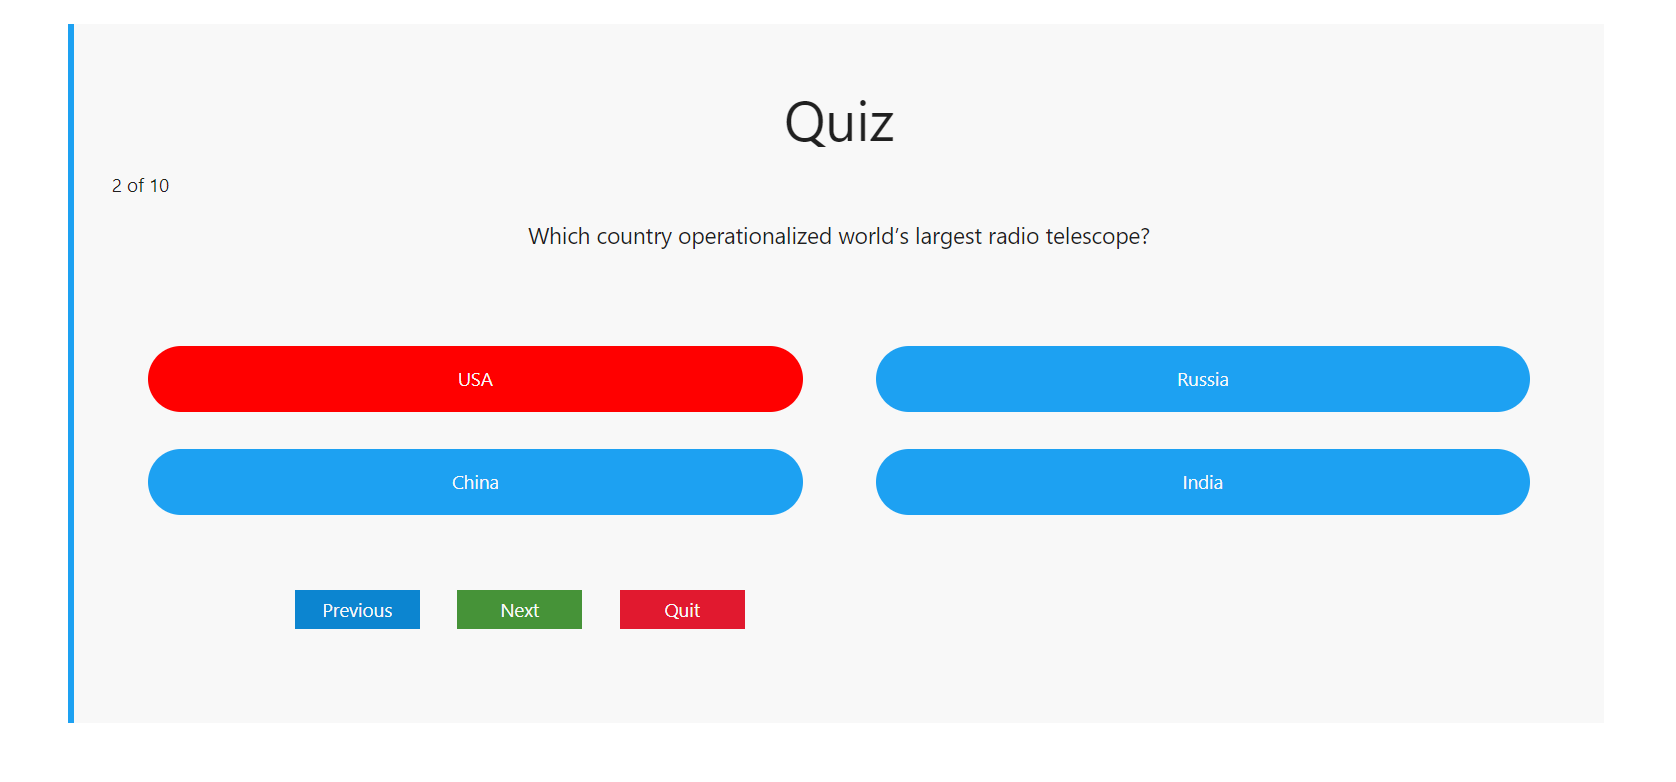 Quiz
2 of 10
Which country operationalized world’s largest radio telescope?
USA
Russia
China
India
Previous
Next
Quit